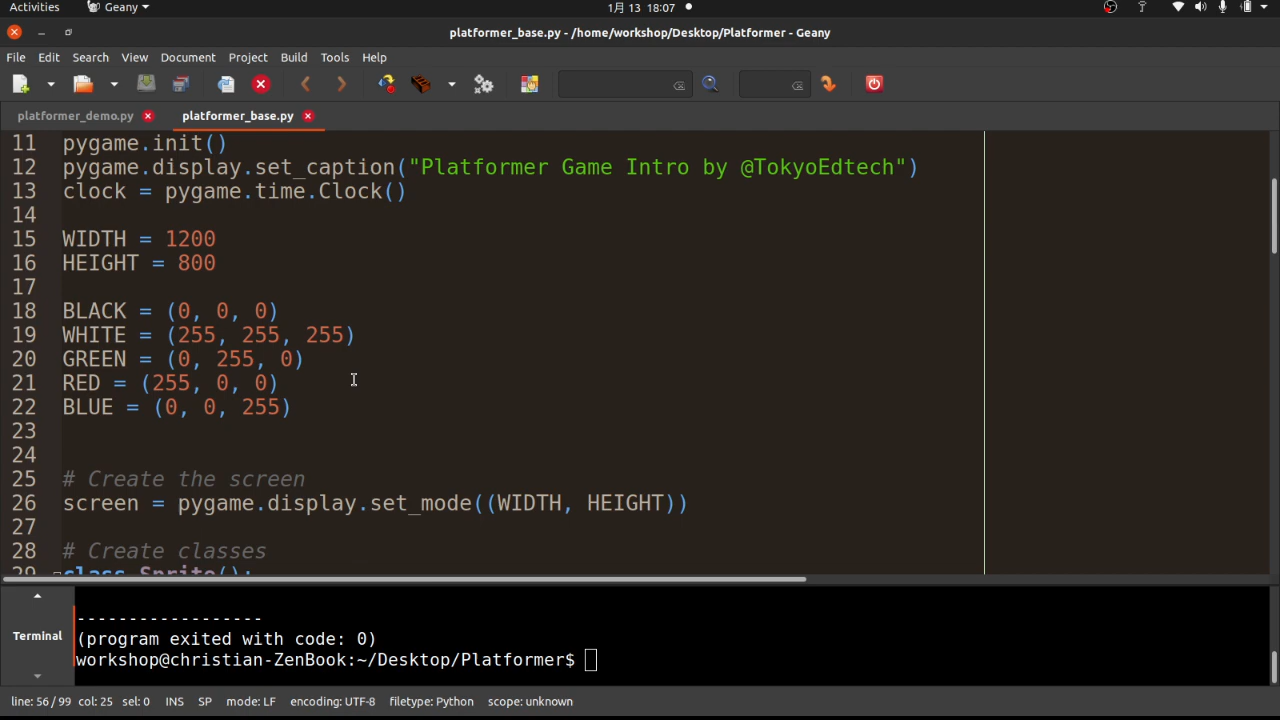 Activities Geany 1月 13 18:07
platformer_base.py - /home/workshop/Desktop/Platformer - Geany
File Edit Search View Document Project Build Tools Help
platformer_demo.py platformer_base.py
11 pygame.init()
12 pygame.display.set_caption("Platformer Game Intro by @TokyoEdtech")
13 clock = pygame.time.Clock()
14
15 WIDTH = 1200
16 HEIGHT = 800
17
18 BLACK = (0, 0, 0)
19 WHITE = (255, 255, 255)
20 GREEN = (0, 255, 0)
21 RED = (255, 0, 0)
22 BLUE = (0, 0, 255)
23
24
25 # Create the screen
26 screen = pygame.display.set_mode((WIDTH, HEIGHT))
27
28 # Create classes
29 class Sprite():
Terminal
------------------
(program exited with code: 0)
workshop@christian-ZenBook:~/Desktop/Platformer$
line: 56 / 99 col: 25 sel: 0 INS SP mode: LF encoding: UTF-8 filetype: Python scope: unknown